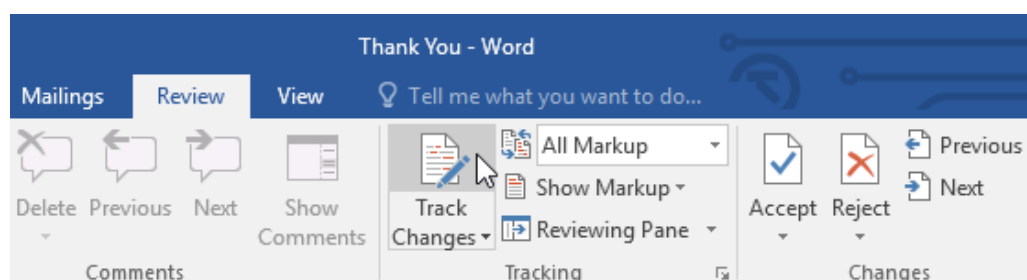 Thank You - Word
Mailings Review View Tell me what you want to do...
Delete Previous Next Show Comments
Comments
Track Changes
All Markup
Show Markup
Reviewing Pane
Tracking
Accept Reject
Previous
Next
Changes